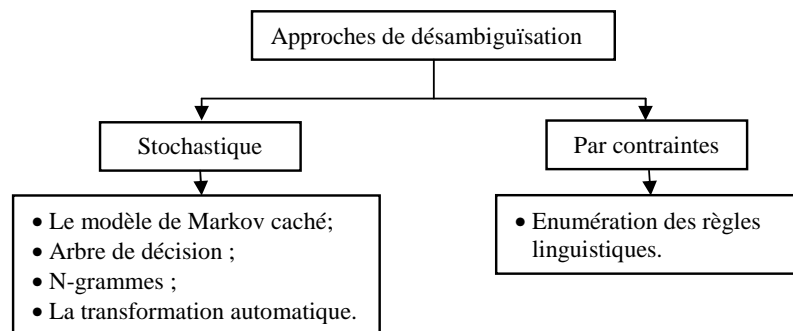 Approches de désambiguïsation
Stochastique
Par contraintes
• Le modèle de Markov caché;
• Arbre de décision ;
• N-grammes ;
• La transformation automatique.
• Enumération des règles
linguistiques.